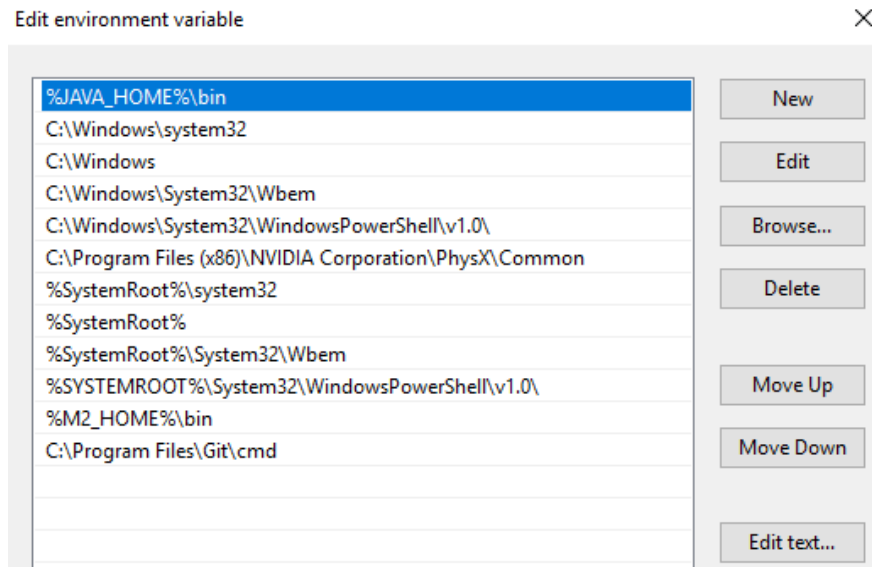 Edit environment variable
%JAVA_HOME%\bin
C:\Windows\system32
C:\Windows
C:\Windows\System32\Wbem
C:\Windows\System32\WindowsPowerShell\v1.0\
C:\Program Files (x86)\NVIDIA Corporation\PhysX\Common
%SystemRoot%\system32
%SystemRoot%
%SystemRoot%\System32\Wbem
%SYSTEMROOT%\System32\WindowsPowerShell\v1.0\
%M2_HOME%\bin
C:\Program Files\Git\cmd
New
Edit
Browse...
Delete
Move Up
Move Down
Edit text...